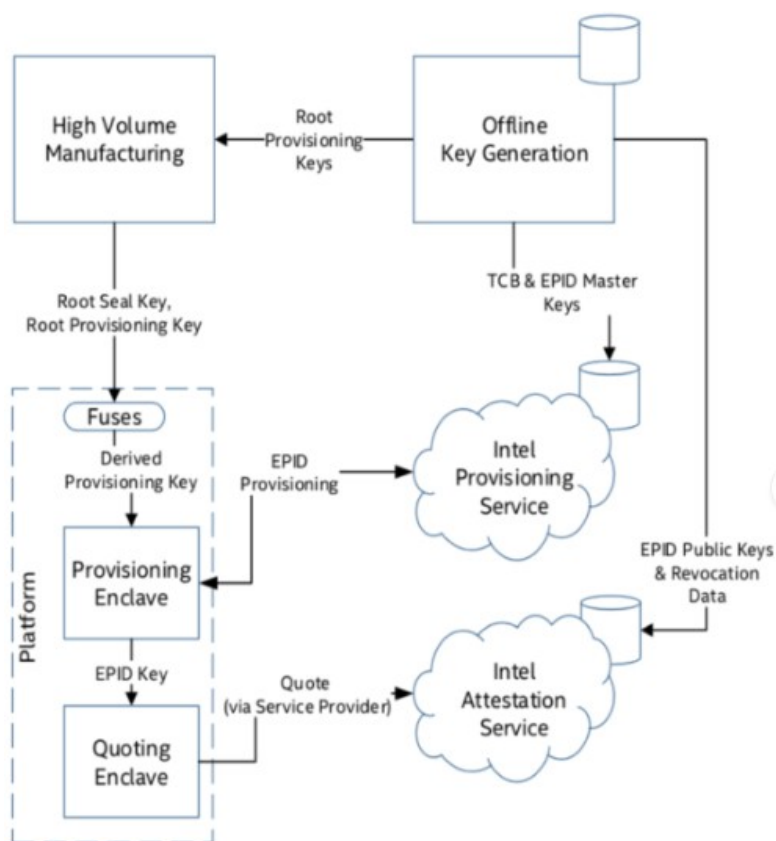 High Volume
Manufacturing
Root
Provisioning
Keys
Offline
Key Generation
TCB & EPID Master
Keys
Root Seal Key,
Root Provisioning Key
Fuses
Derived
Provisioning Key
EPID
Provisioning
Intel
Provisioning
Service
Provisioning
Enclave
Platform
EPID Public Keys
& Revocation
Data
EPID Key
Quote
(via Service Provider)
Intel
Attestation
Service
Quoting
Enclave